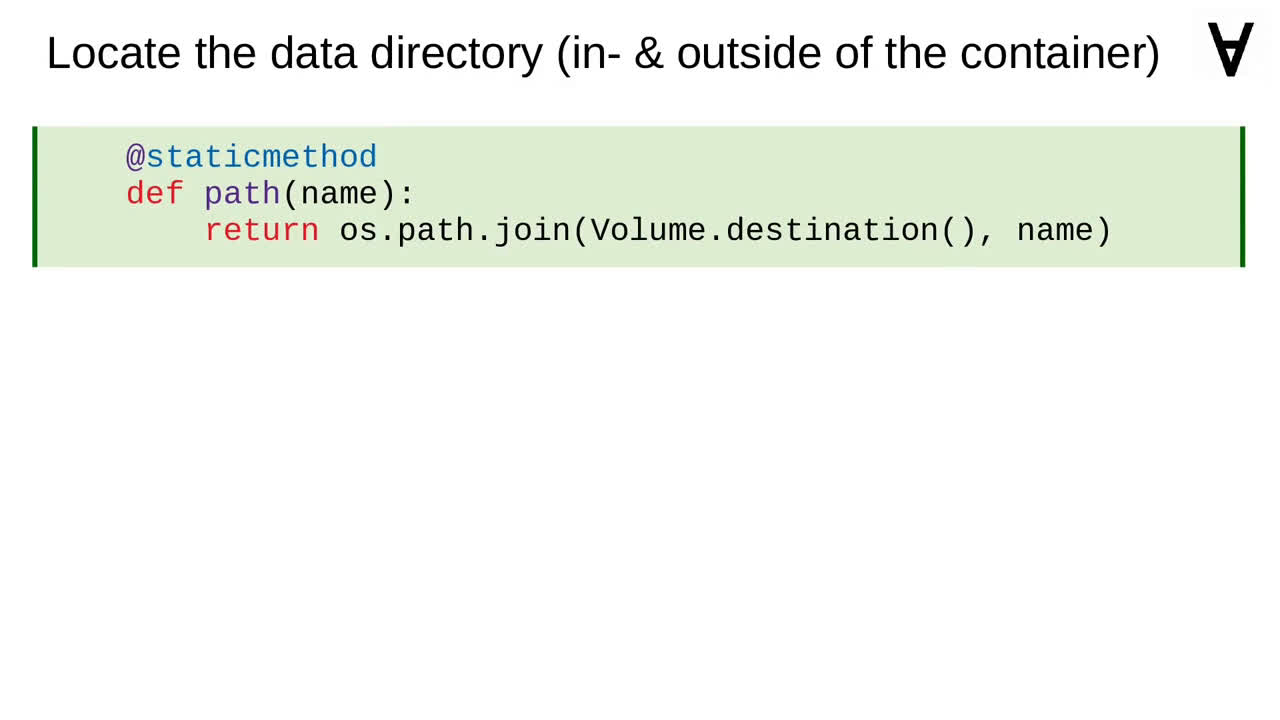 Locate the data directory (in- & outside of the container)
@staticmethod
def path(name):
return os.path.join(Volume.destination(), name)